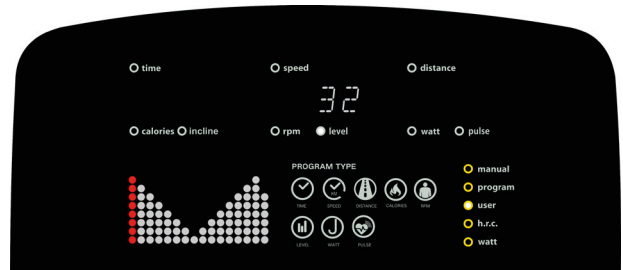 time speed distance
32
calories incline rpm level watt pulse
PROGRAM TYPE
manual
KM
program
TIME SPEED DISTANCE CALORIES RPM
user
J
h.r.c.
LEVEL WATT PULSE
watt